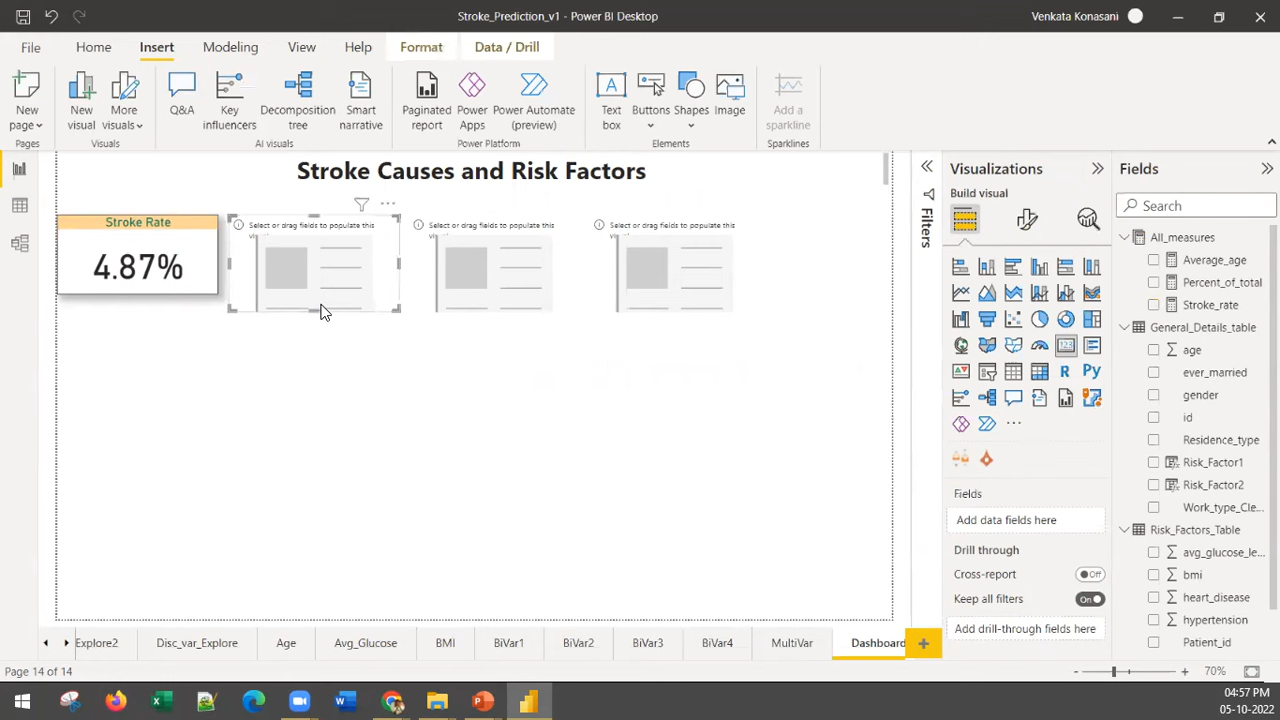 Stroke_Prediction_v1 - Power BI Desktop
Venkata Konasani
File
Home
Insert
Modeling
View
Help
Format
Data / Drill
New page
New visual
More visuals
Q&A
Key influencers
Decomposition tree
Smart narrative
Paginated report
Power Apps
Power Automate (preview)
Text box
Buttons
Shapes
Image
Add a sparkline
Pages
Visuals
AI visuals
Power Platform
Elements
Sparklines
Stroke Causes and Risk Factors
Stroke Rate
4.87%
Select or drag fields to populate this
Select or drag fields to populate this
Select or drag fields to populate this
Filters
Visualizations
Build visual
R
Py
Fields
Add data fields here
Drill through
Cross-report
Off
Keep all filters
On
Add drill-through fields here
Fields
Search
All_measures
Average_age
Percent_of_total
Stroke_rate
General_Details_table
age
ever_married
gender
id
Residence_type
Risk_Factor1
Risk_Factor2
Work_type_Cle...
Risk_Factors_Table
avg_glucose_le...
bmi
heart_disease
hypertension
Patient_id
Explore2
Disc_var_Explore
Age
Avg_Glucose
BMI
BiVar1
BiVar2
BiVar3
BiVar4
MultiVar
Dashboard
Page 14 of 14
70%
04:57 PM
05-10-2022